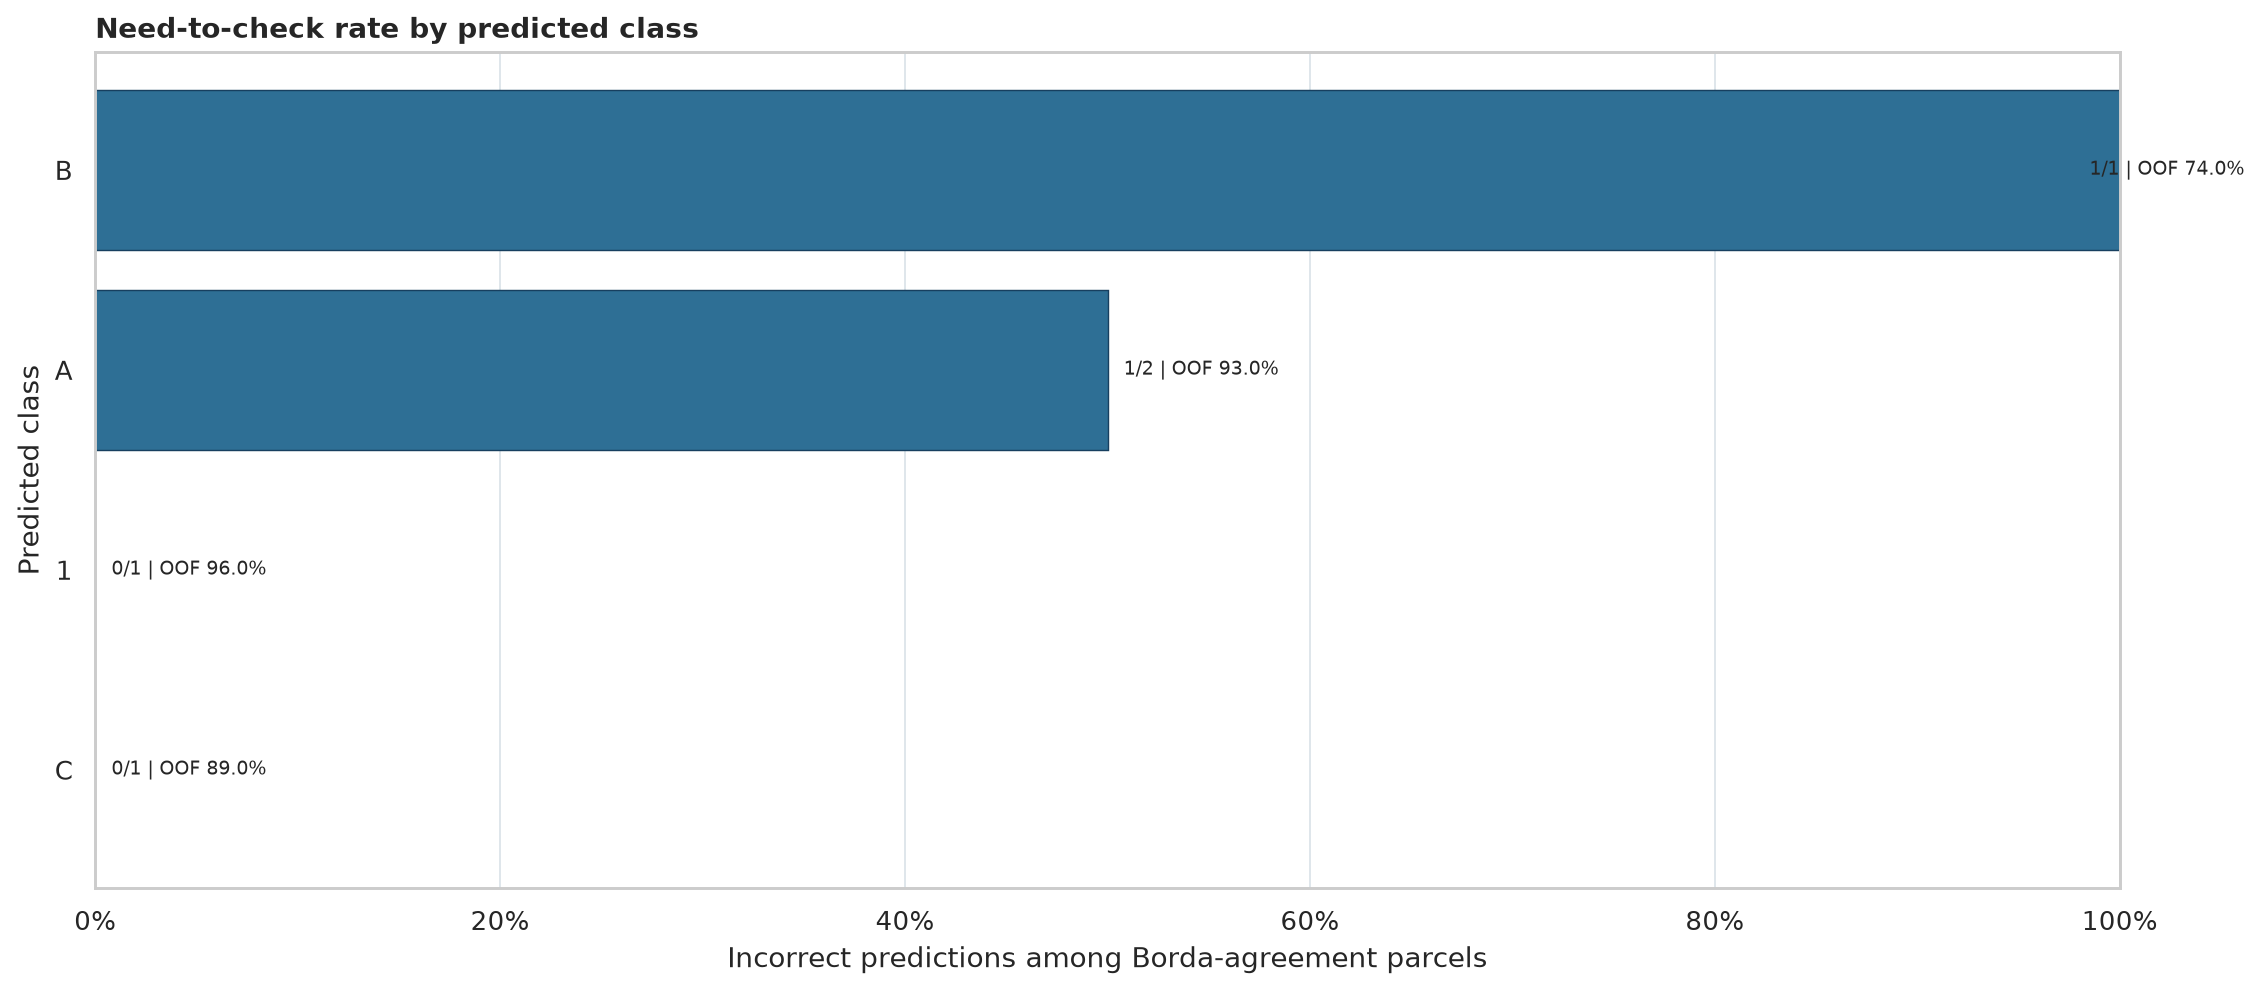 Need-to-check rate by predicted class
B
1/1 | OOF 74.0%
A
1/2 | OOF 93.0%
1
0/1 | OOF 96.0%
C
0/1 | OOF 89.0%
Predicted class
0% 20% 40% 60% 80% 100%
Incorrect predictions among Borda-agreement parcels